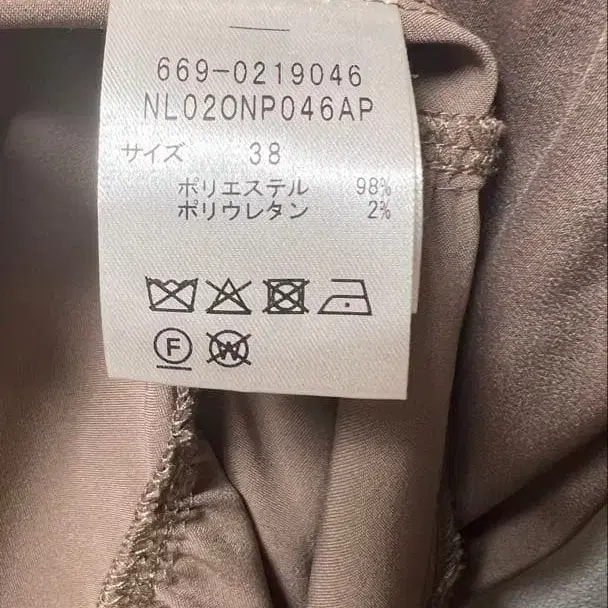 669-0219046
NL020NP046AP
サイズ 38
ポリエステル 98%
ポリウレタン 2%
F W